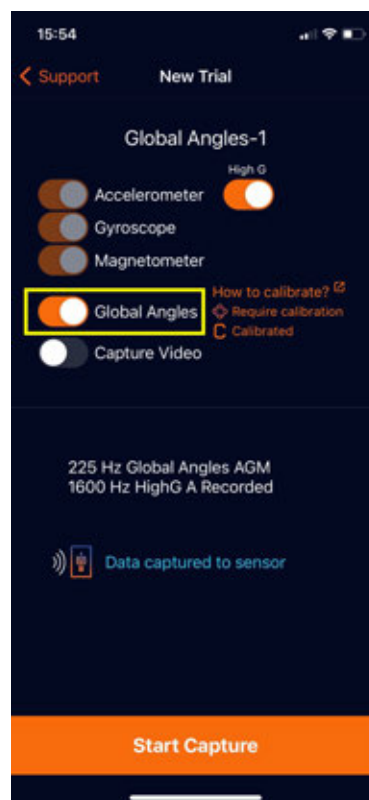 15:54
Support New Trial
Global Angles-1
High G
Accelerometer
Gyroscope
Magnetometer
How to calibrate?
Global Angles Require calibration
C Calibrated
Capture Video
225 Hz Global Angles AGM
1600 Hz HighG A Recorded
Data captured to sensor
Start Capture